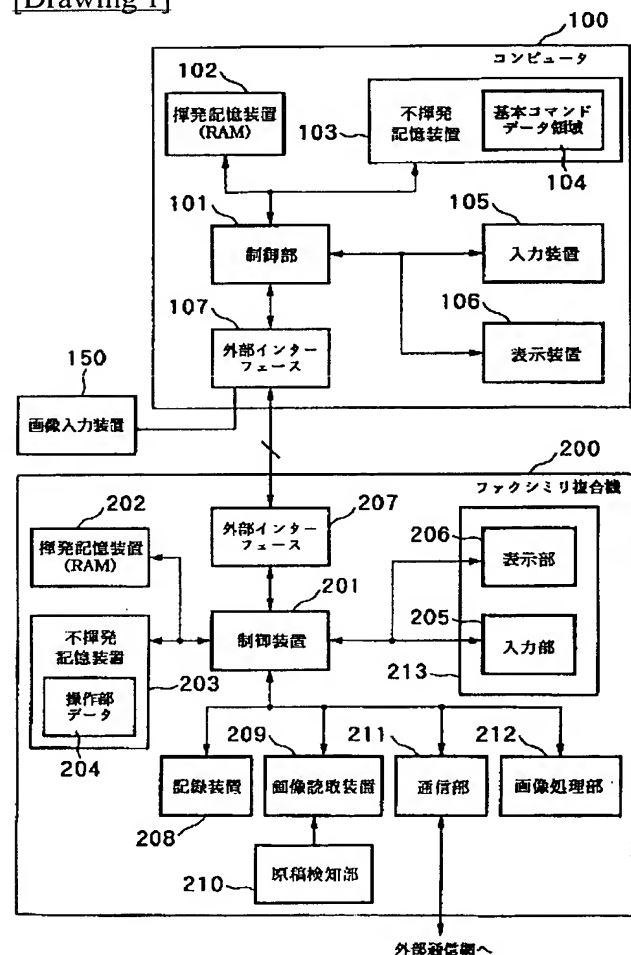 [Drawing 1]
100
コンピュータ
102
揮発記憶装置
(RAM)
103
不揮発
記憶装置
基本コマンド
データ領域
104
101
制御部
105
入力装置
107
外部インター
フェース
106
表示装置
150
画像入力装置
200
ファクシミリ複合機
202
揮発記憶装置
(RAM)
207
外部インター
フェース
206
表示部
201
制御装置
205
入力部
213
不揮発
記憶装置
203
操作部
データ
204
209
211
212
記録装置
画像読取装置
通信部
画像処理部
208
210
原稿検知部
外部通信網へ